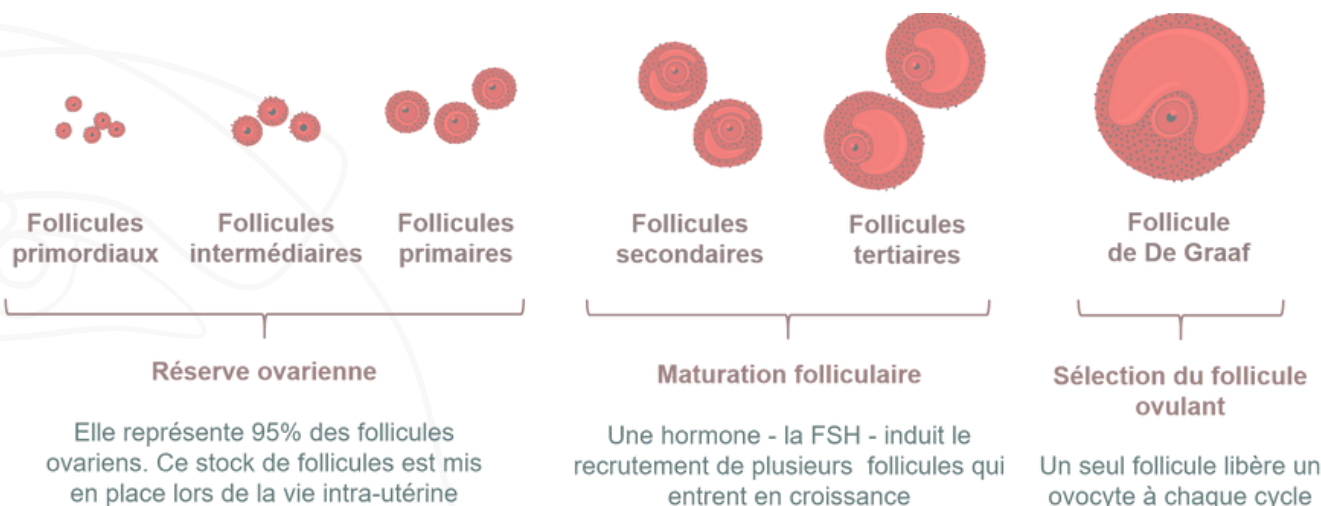 Follicules
primordiaux
Follicules
intermédiaires
Follicules
primaires
Follicules
secondaires
Follicules
tertiaires
Follicule
de De Graaf
Réserve ovarienne
Elle représente 95% des follicules
ovariens. Ce stock de follicules est mis
en place lors de la vie intra-utérine
Maturation folliculaire
Une hormone - la FSH - induit le
recrutement de plusieurs follicules qui
entrent en croissance
Sélection du follicule
ovulant
Un seul follicule libère un
ovocyte à chaque cycle